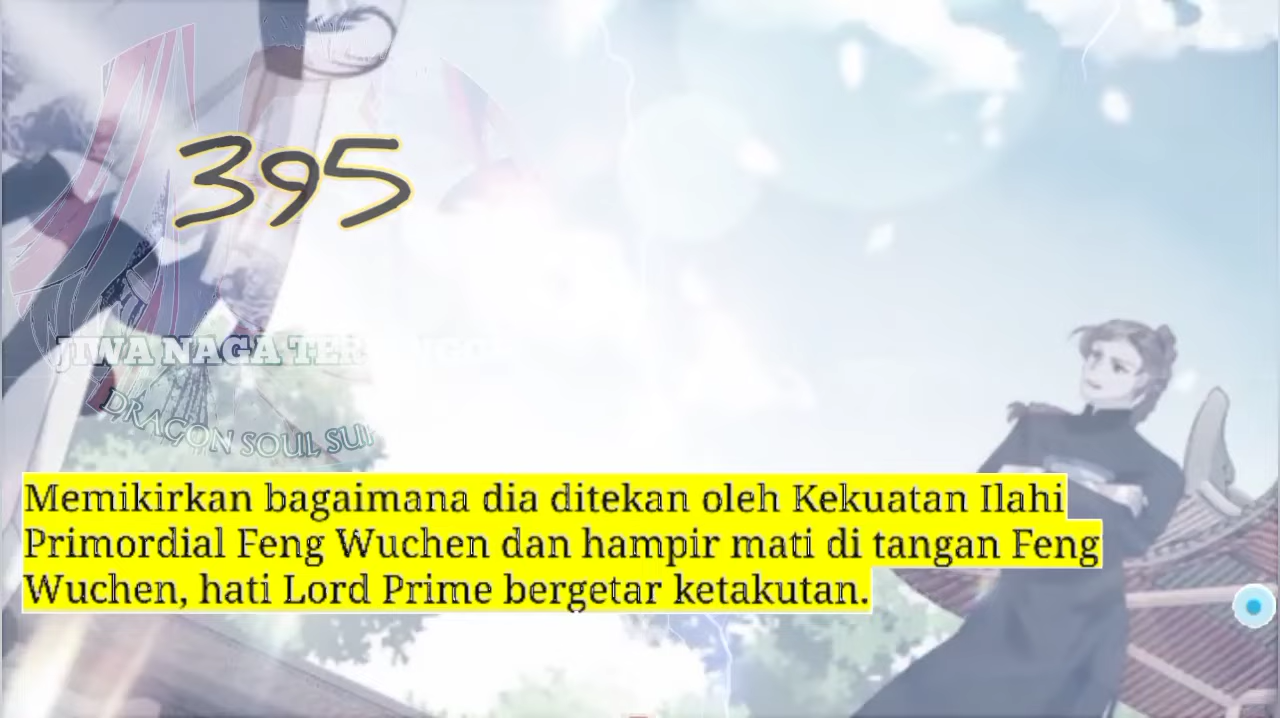 395
JIWA NAGA
DRAGON SOUL
Memikirkan bagaimana dia ditekan oleh Kekuatan Ilahi
Primordial Feng Wuchen dan hampir mati di tangan Feng
Wuchen, hati Lord Prime bergetar ketakutan.